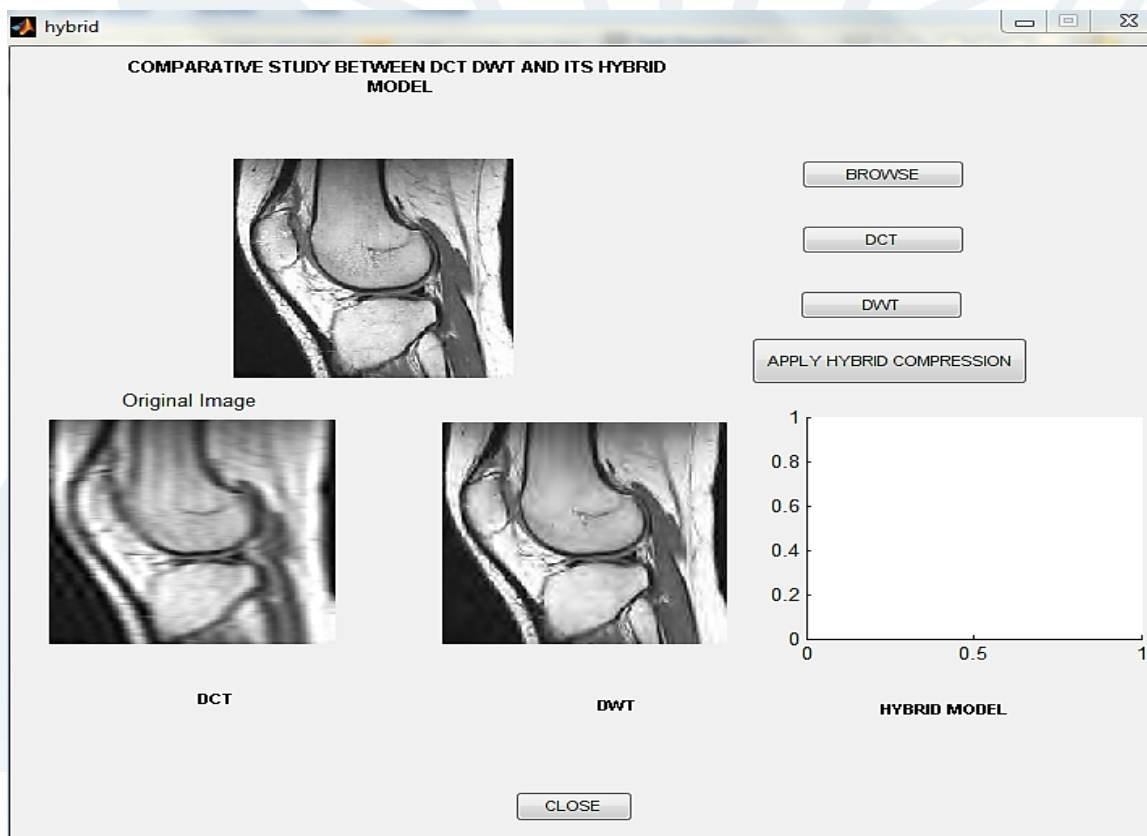 hybrid
COMPARATIVE STUDY BETWEEN DCT DWT AND ITS HYBRID
MODEL
BROWSE
DCT
DWT
APPLY HYBRID COMPRESSION
Original Image
1
0.8
0.6
0.4
0.2
0
0 0.5 1
DCT
DWT
HYBRID MODEL
CLOSE